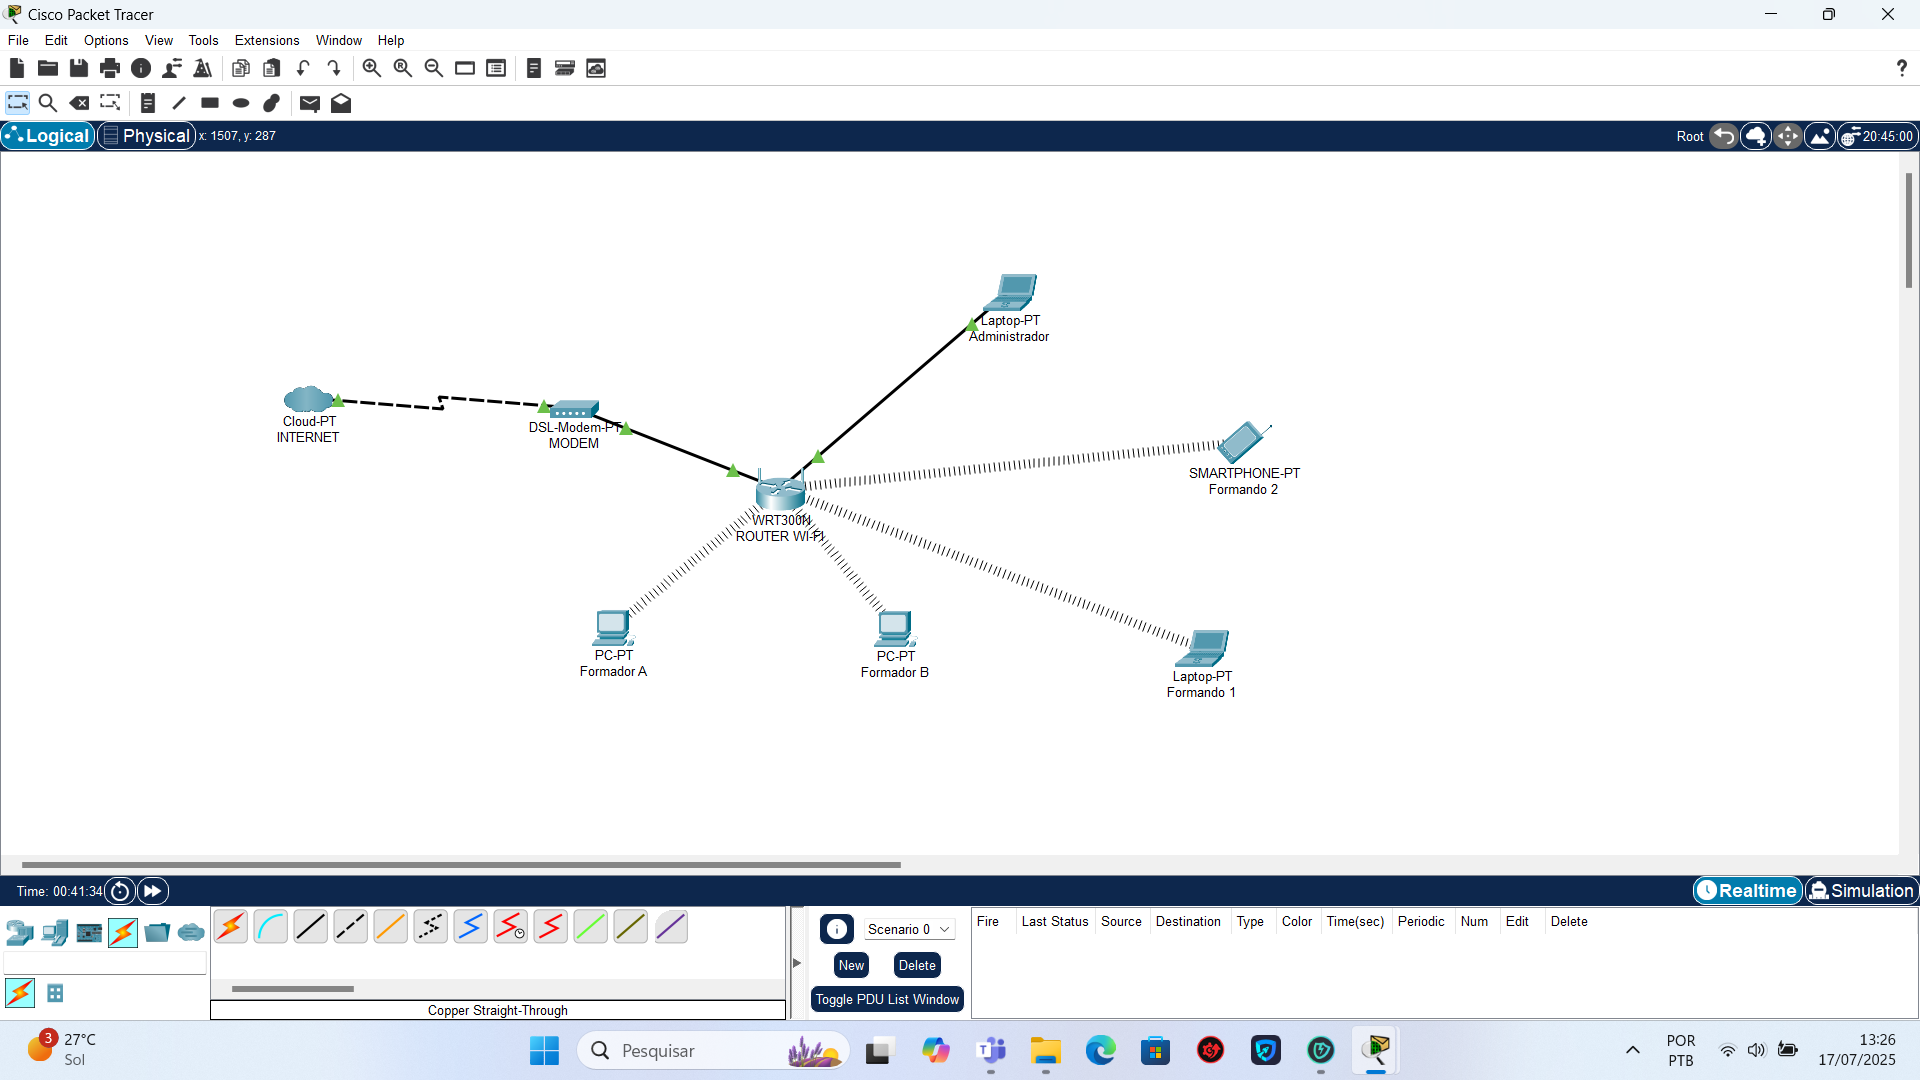 Cisco Packet Tracer
File Edit Options View Tools Extensions Window Help
?
Logical Physical x: 1507, y: 287 Root 20:45:00
Laptop-PT
Administrador
Cloud-PT
INTERNET
DSL-Modem-PT
MODEM
SMARTPHONE-PT
Formando 2
WRT300N
ROUTER WI-FI
PC-PT
Formador A
PC-PT
Formador B
Laptop-PT
Formando 1
Time: 00:41:34 Realtime Simulation
Scenario 0
New Delete
Toggle PDU List Window
Fire Last Status Source Destination Type Color Time(sec) Periodic Num Edit Delete
Copper Straight-Through
3 27°C
Sol
Pesquisar
POR
PTB
13:26
17/07/2025